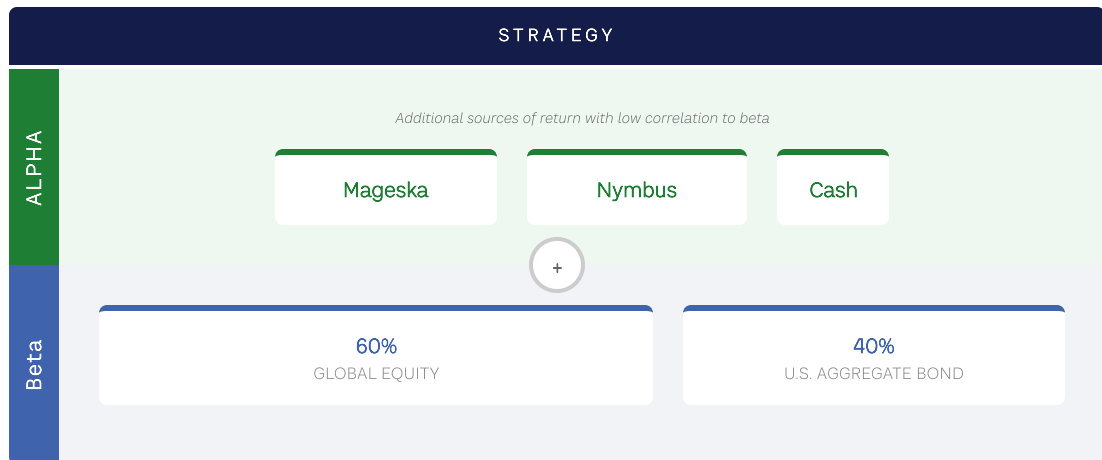 STRATEGY
ALPHA
Additional sources of return with low correlation to beta
Mageska
Nymbus
Cash
+
Beta
60%
GLOBAL EQUITY
40%
U.S. AGGREGATE BOND